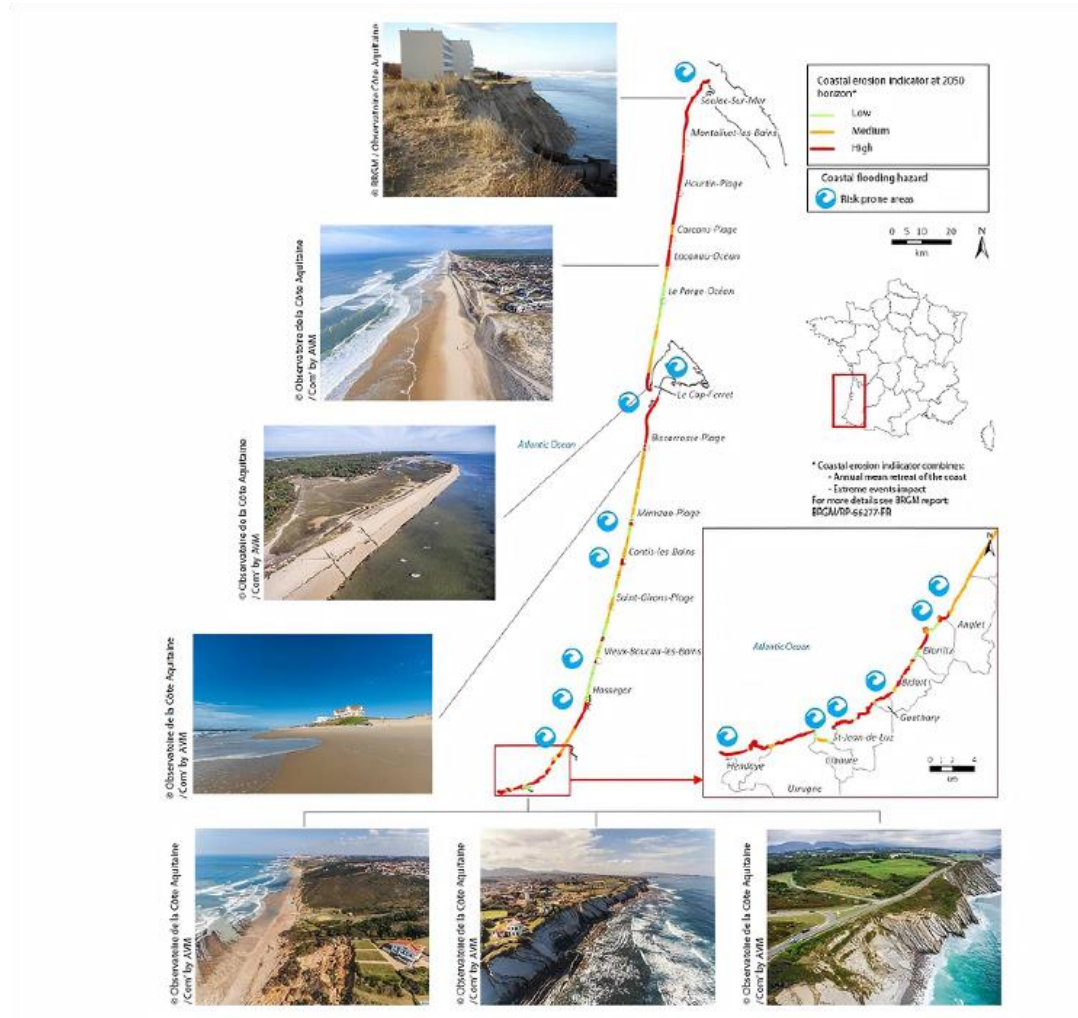 © BRGM / Observatoire Côte Aquitaine
Coastal erosion indicator at 2050
horizon*
Low
Medium
High
Coastal flooding hazard
Risk prone areas
0 5 10 20
km
N
Soulac-Sur-Mer
Montalivet-les Bains
Hourtin-Plage
Carcans-Plage
Lacanau-Océan
Le Porge-Océan
Le Cap-Ferret
Biscarrosse-Plage
Mimizan-Plage
Contis-les Bains
Saint-Girons-Plage
Vieux-Boucau-les-Bains
Hossegor
Atlantic Ocean
© Observatoire de la Côte Aquitaine
/ Com' by AVM
© Observatoire de la Côte Aquitaine
/ Com' by AVM
© Observatoire de la Côte Aquitaine
/ Com' by AVM
* Coastal erosion indicator combines:
- Annual mean retreat of the coast
- Extreme events impact
For more details see BRGM report:
BRGM/RP-66277-FR
N
Atlantic Ocean
Anglet
Biarritz
Bidart
Guethary
St-Jean-de-Luz
Ciboure
Hendaye
Urrugne
0 1 2 4
km
© Observatoire de la Côte Aquitaine
/ Com' by AVM
© Observatoire de la Côte Aquitaine
/ Com' by AVM
© Observatoire de la Côte Aquitaine
/ Com' by AVM